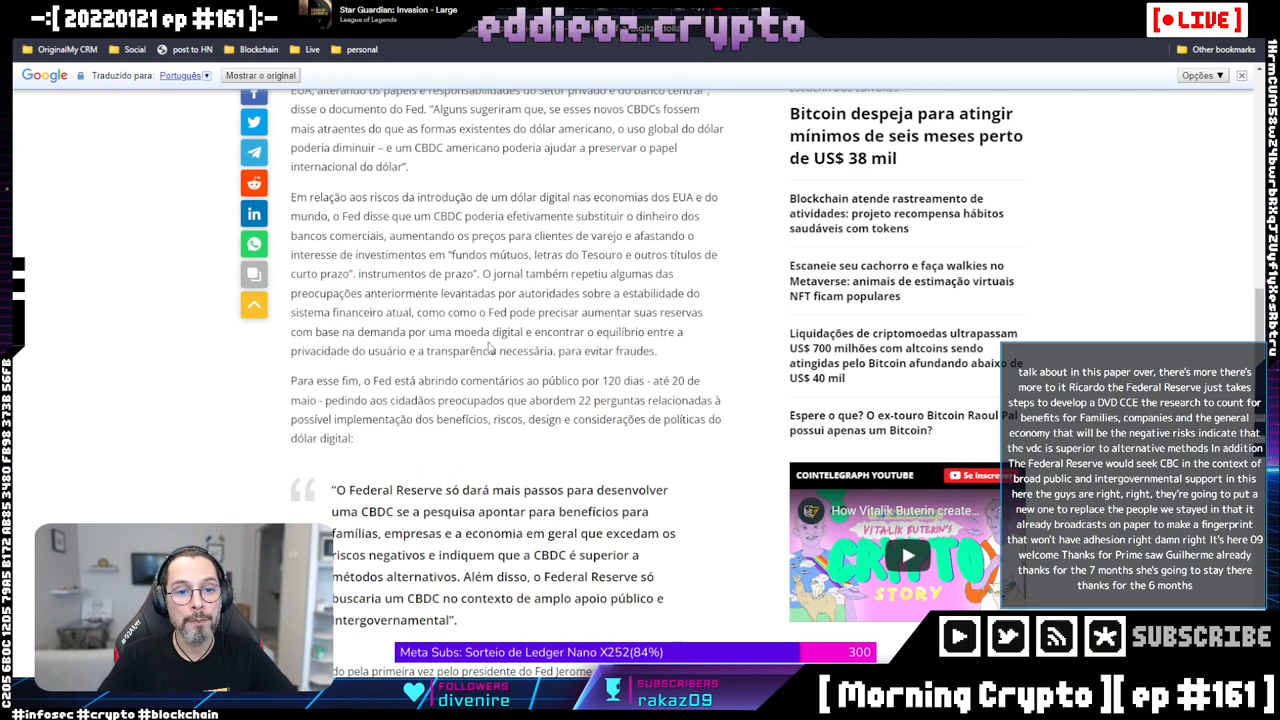 -:[ 20220121 ep #161 ]:-
Star Guardian: Invasion - Large
League of Legends
eddieoz.crypto
[ LIVE ]
OriginalMy CRM
Social
post to HN
Blockchain
Live
personal
Other bookmarks
Google
Traduzido para: Português
Mostrar o original
Opções ▼
EUA, alterando os papéis e responsabilidades do setor privado e do banco central",
disse o documento do Fed. "Alguns sugeriram que, se esses novos CBDCs fossem
mais atraentes do que as formas existentes do dólar americano, o uso global do dólar
poderia diminuir – e um CBDC americano poderia ajudar a preservar o papel
internacional do dólar".
Em relação aos riscos da introdução de um dólar digital nas economias dos EUA e do
mundo, o Fed disse que um CBDC poderia efetivamente substituir o dinheiro dos
bancos comerciais, aumentando os preços para clientes de varejo e afastando o
interesse de investimentos em "fundos mútuos, letras do Tesouro e outros títulos de
curto prazo". instrumentos de prazo". O jornal também repetiu algumas das
preocupações anteriormente levantadas por autoridades sobre a estabilidade do
sistema financeiro atual, como como o Fed pode precisar aumentar suas reservas
com base na demanda por uma moeda digital e encontrar o equilíbrio entre a
privacidade do usuário e a transparência necessária. para evitar fraudes.
Para esse fim, o Fed está abrindo comentários ao público por 120 dias - até 20 de
maio - pedindo aos cidadãos preocupados que abordem 22 perguntas relacionadas à
possível implementação dos benefícios, riscos, design e considerações de políticas do
dólar digital:
"O Federal Reserve só dará mais passos para desenvolver
uma CBDC se a pesquisa apontar para benefícios para
famílias, empresas e a economia em geral que excedam os
riscos negativos e indiquem que a CBDC é superior a
métodos alternativos. Além disso, o Federal Reserve só
buscaria um CBDC no contexto de amplo apoio público e
intergovernamental".
do pela primeira vez pelo presidente do Fed Jerome
ESCOLHA DOS EDITORES
Bitcoin despeja para atingir
mínimos de seis meses perto
de US$ 38 mil
Blockchain atende rastreamento de
atividades: projeto recompensa hábitos
saudáveis com tokens
Escaneie seu cachorro e faça walkies no
Metaverse: animais de estimação virtuais
NFT ficam populares
Liquidações de criptomoedas ultrapassam
US$ 700 milhões com altcoins sendo
atingidas pelo Bitcoin afundando abaixo de
US$ 40 mil
Espere o que? O ex-touro Bitcoin Raoul Pal
possui apenas um Bitcoin?
COINTELEGRAPH YOUTUBE
Se inscrever
How Vitalik Buterin create...
VITALIK BUTERIN'S
CRYPTO
STORY
talk about in this paper over, there's more there's
more to it Ricardo the Federal Reserve just takes
steps to develop a DVD CCE the research to count for
benefits for Families, companies and the general
economy that will be the negative risks indicate that
the vdc is superior to alternative methods In addition
The Federal Reserve would seek CBC in the context of
broad public and intergovernmental support in this
here the guys are right, right, they're going to put a
new one to replace the people we stayed in that it
already broadcasts on paper to make a fingerprint
that won't have adhesion right damn right It's here 09
welcome Thanks for Prime saw Guilherme already
thanks for the 7 months she's going to stay there
thanks for the 6 months
Meta Subs: Sorteio de Ledger Nano X
252(84%)
300
FOLLOWERS
divenire
SUBSCRIBERS
rakaz09
SUBSCRIBE
[ Morning Crypto ][ ep #161 ]
#infosec #crypto #blockchain